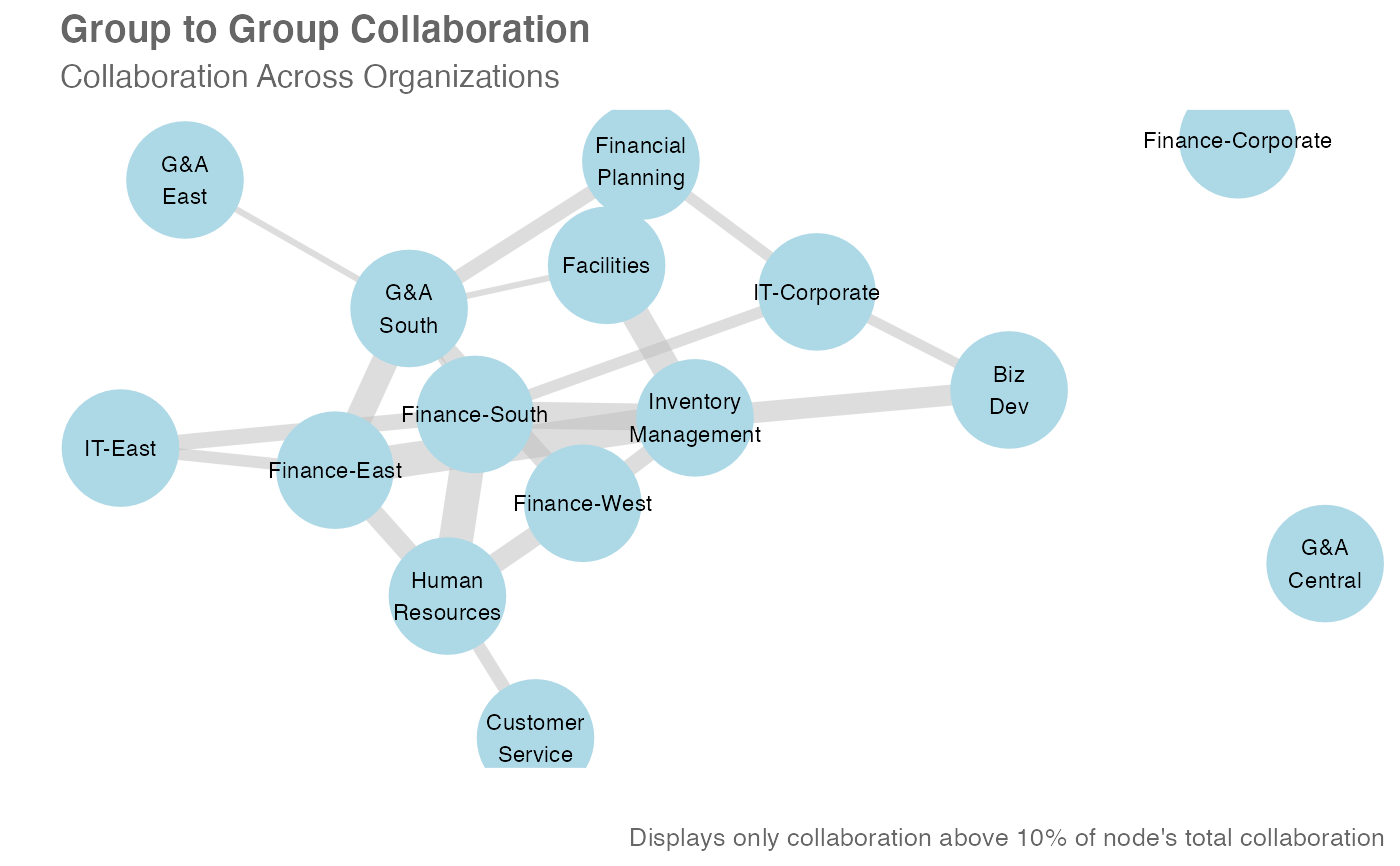 Group to Group Collaboration
Collaboration Across Organizations
Financial
Planning
Finance-Corporate
G&A
East
Facilities
G&A
South
IT-Corporate
Biz
Dev
Finance-South
Inventory
Management
IT-East
Finance-East
Finance-West
G&A
Central
Human
Resources
Customer
Service
Displays only collaboration above 10% of node's total collaboration